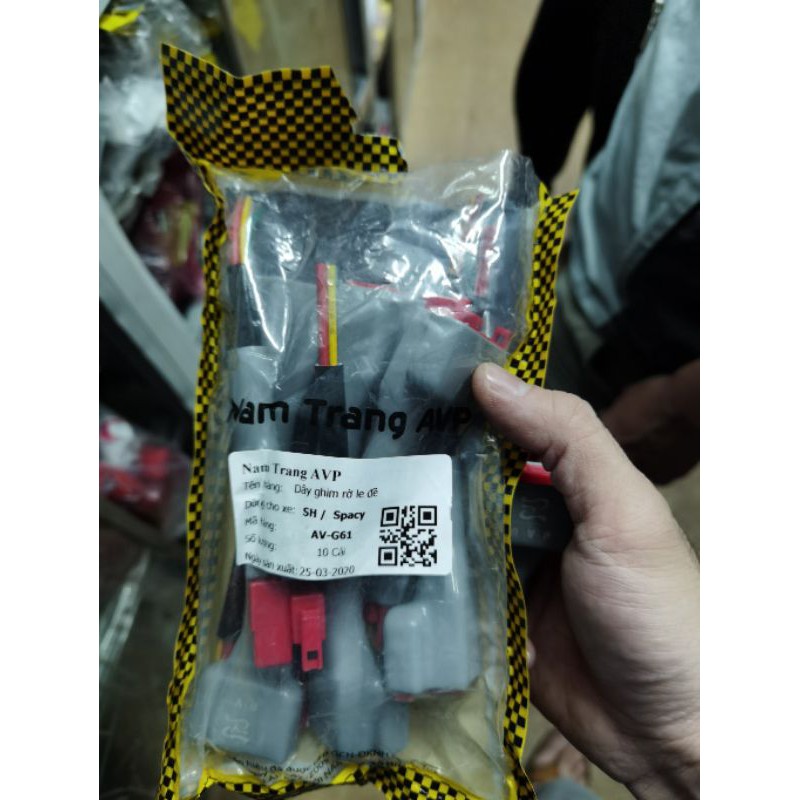 Nam Trang AVP
Nam Trang AVP
Tên hàng: Dây ghim rờ le đề
Dùng cho xe: SH / Spacy
Mã hàng: AV-G61
Số lượng: 10 Cái
Ngày sản xuất: 25-03-2020